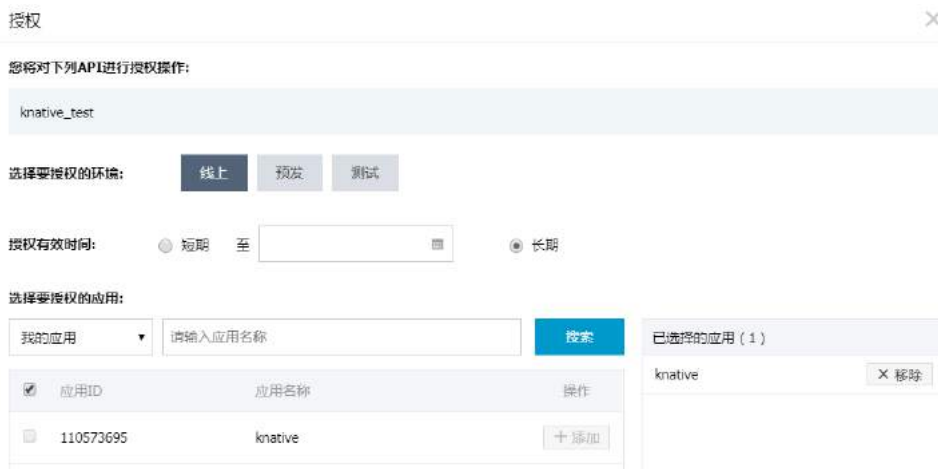 授权
您将对下列API进行授权操作:
knative_test
选择要授权的环境: 线上 预发 测试
授权有效时间: 短期 至 长期
选择要授权的应用:
我的应用 请输入应用名称 搜索 已选择的应用 ( 1 )
knative × 移除
应用ID 应用名称 操作
110573695 knative + 添加